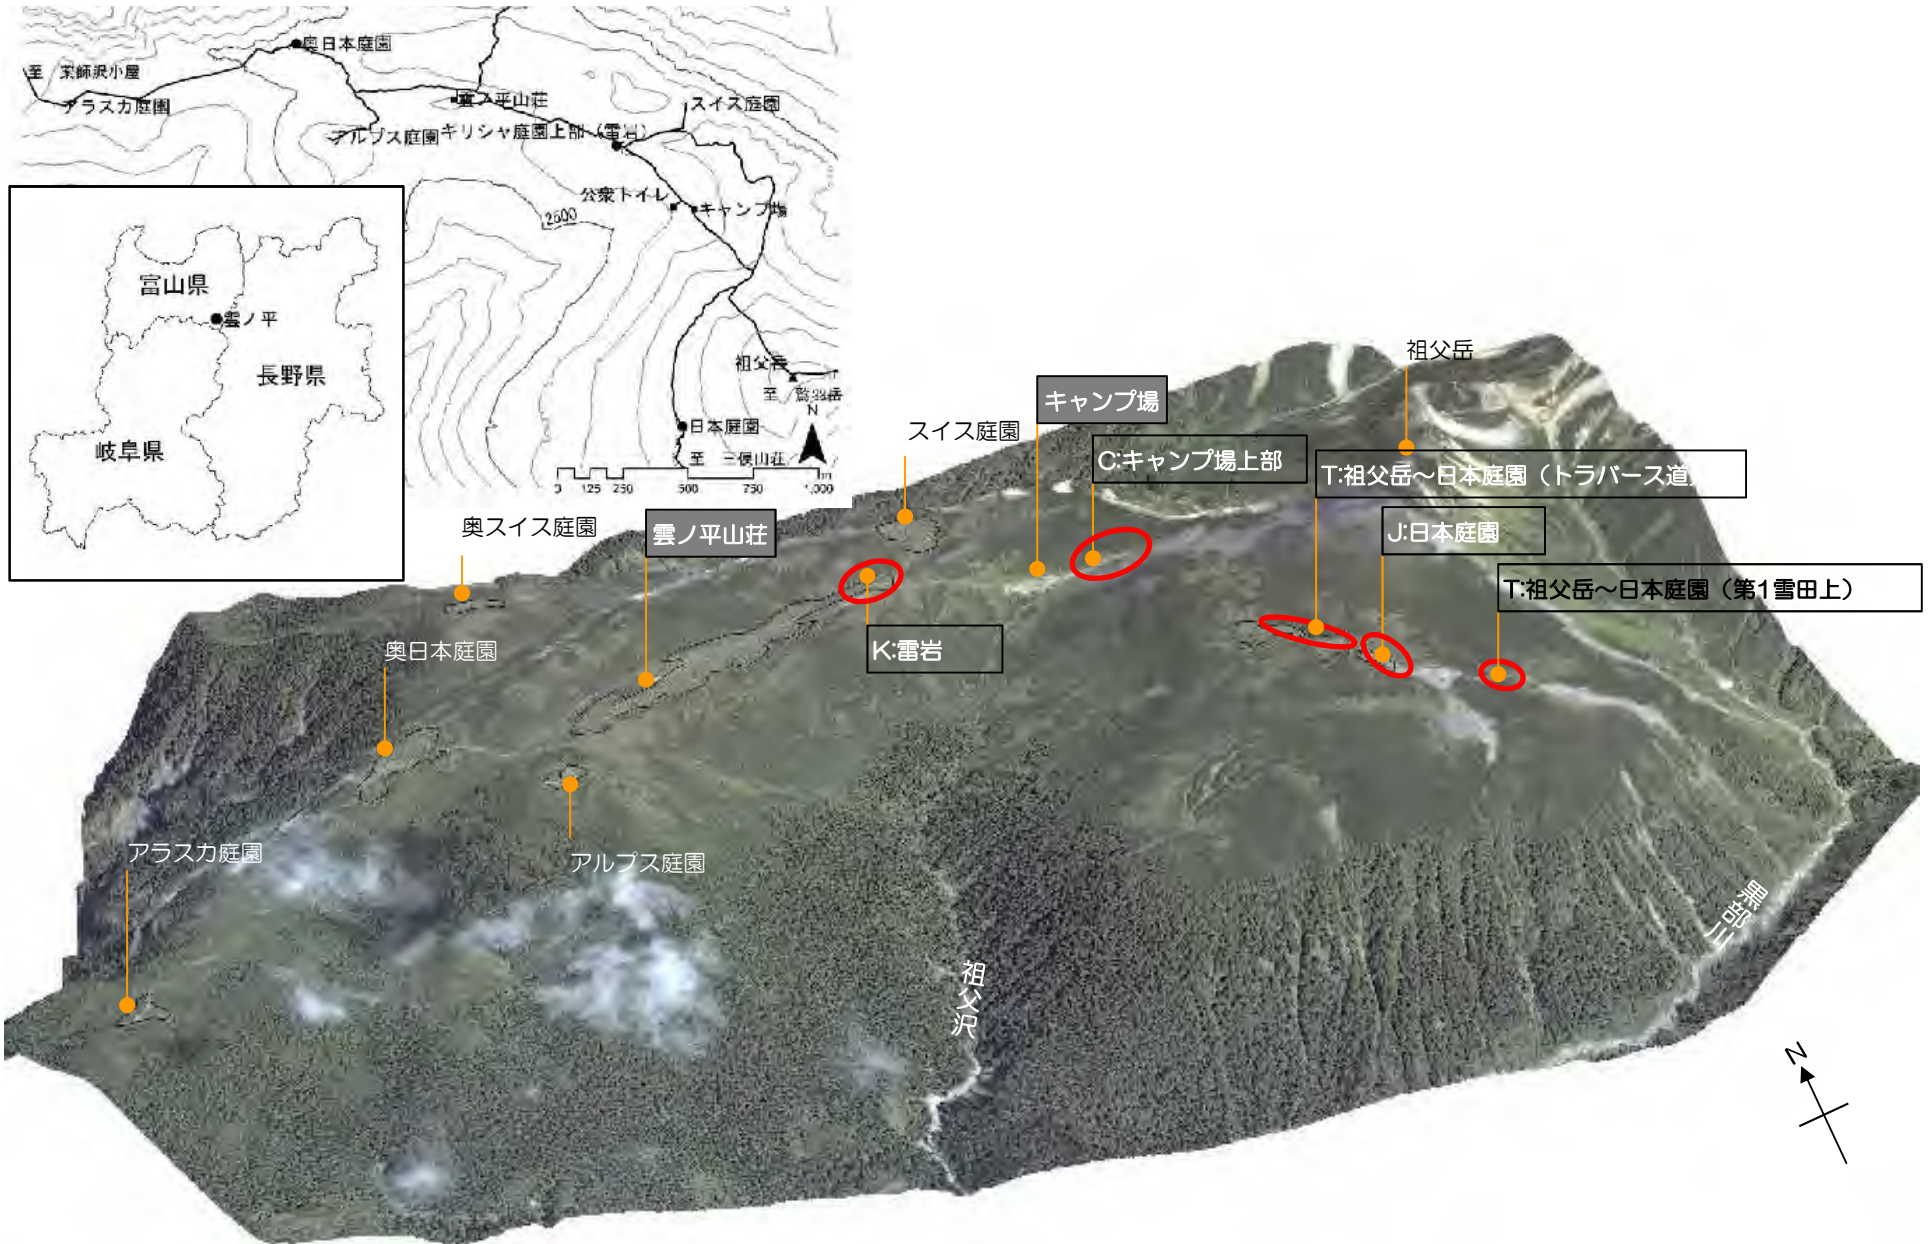 奥日本庭園
至 薬師沢小屋
アラスカ庭園
雲ノ平山荘
スイス庭園
アルプス庭園
ギリシャ庭園上部（雷岩）
公衆トイレ
キャンプ場
2600
祖父岳
至 鷲羽岳
N
日本庭園
至 三俣山荘
0 125 250 500 750 1,000
m
富山県
雲ノ平
長野県
岐阜県
祖父岳
キャンプ場
スイス庭園
C:キャンプ場上部
T:祖父岳～日本庭園（トラバース道）
奥スイス庭園
雲ノ平山荘
J:日本庭園
T:祖父岳～日本庭園（第1雪田上）
奥日本庭園
K:雷岩
アラスカ庭園
アルプス庭園
黒部川
祖父沢
N